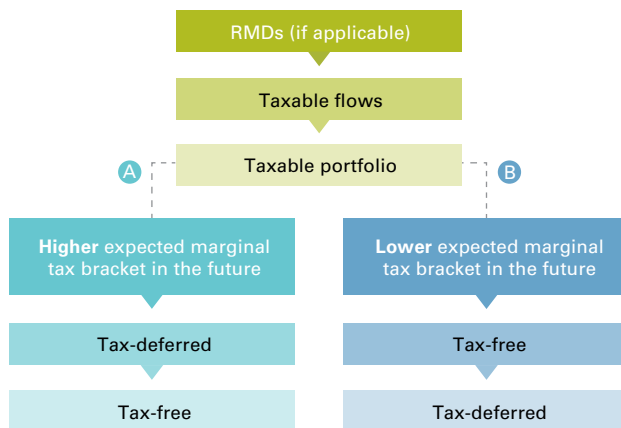 RMDs (if applicable)
Taxable flows
Taxable portfolio
A
B
Higher expected marginal
tax bracket in the future
Lower expected marginal
tax bracket in the future
Tax-deferred
Tax-free
Tax-free
Tax-deferred